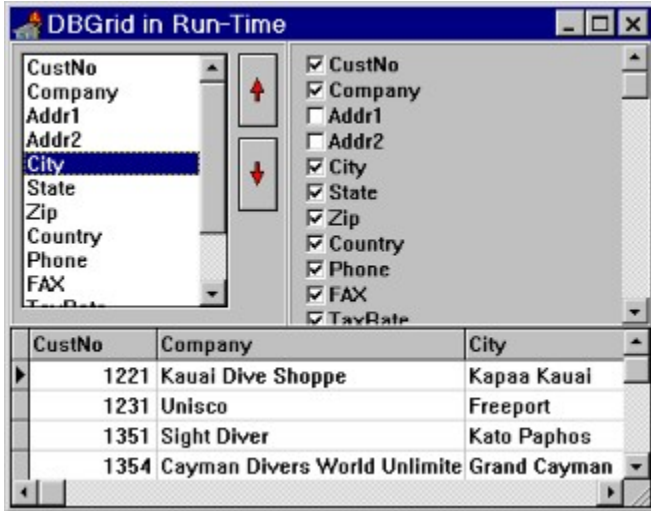 DBGrid in Run-Time
CustNo
Company
Addr1
Addr2
City
State
Zip
Country
Phone
FAX
TaxRate
CustNo
Company
Addr1
Addr2
City
State
Zip
Country
Phone
FAX
TaxRate
CustNo Company City
1221 Kauai Dive Shoppe Kapaa Kauai
1231 Unisco Freeport
1351 Sight Diver Kato Paphos
1354 Cayman Divers World Unlimite Grand Cayman